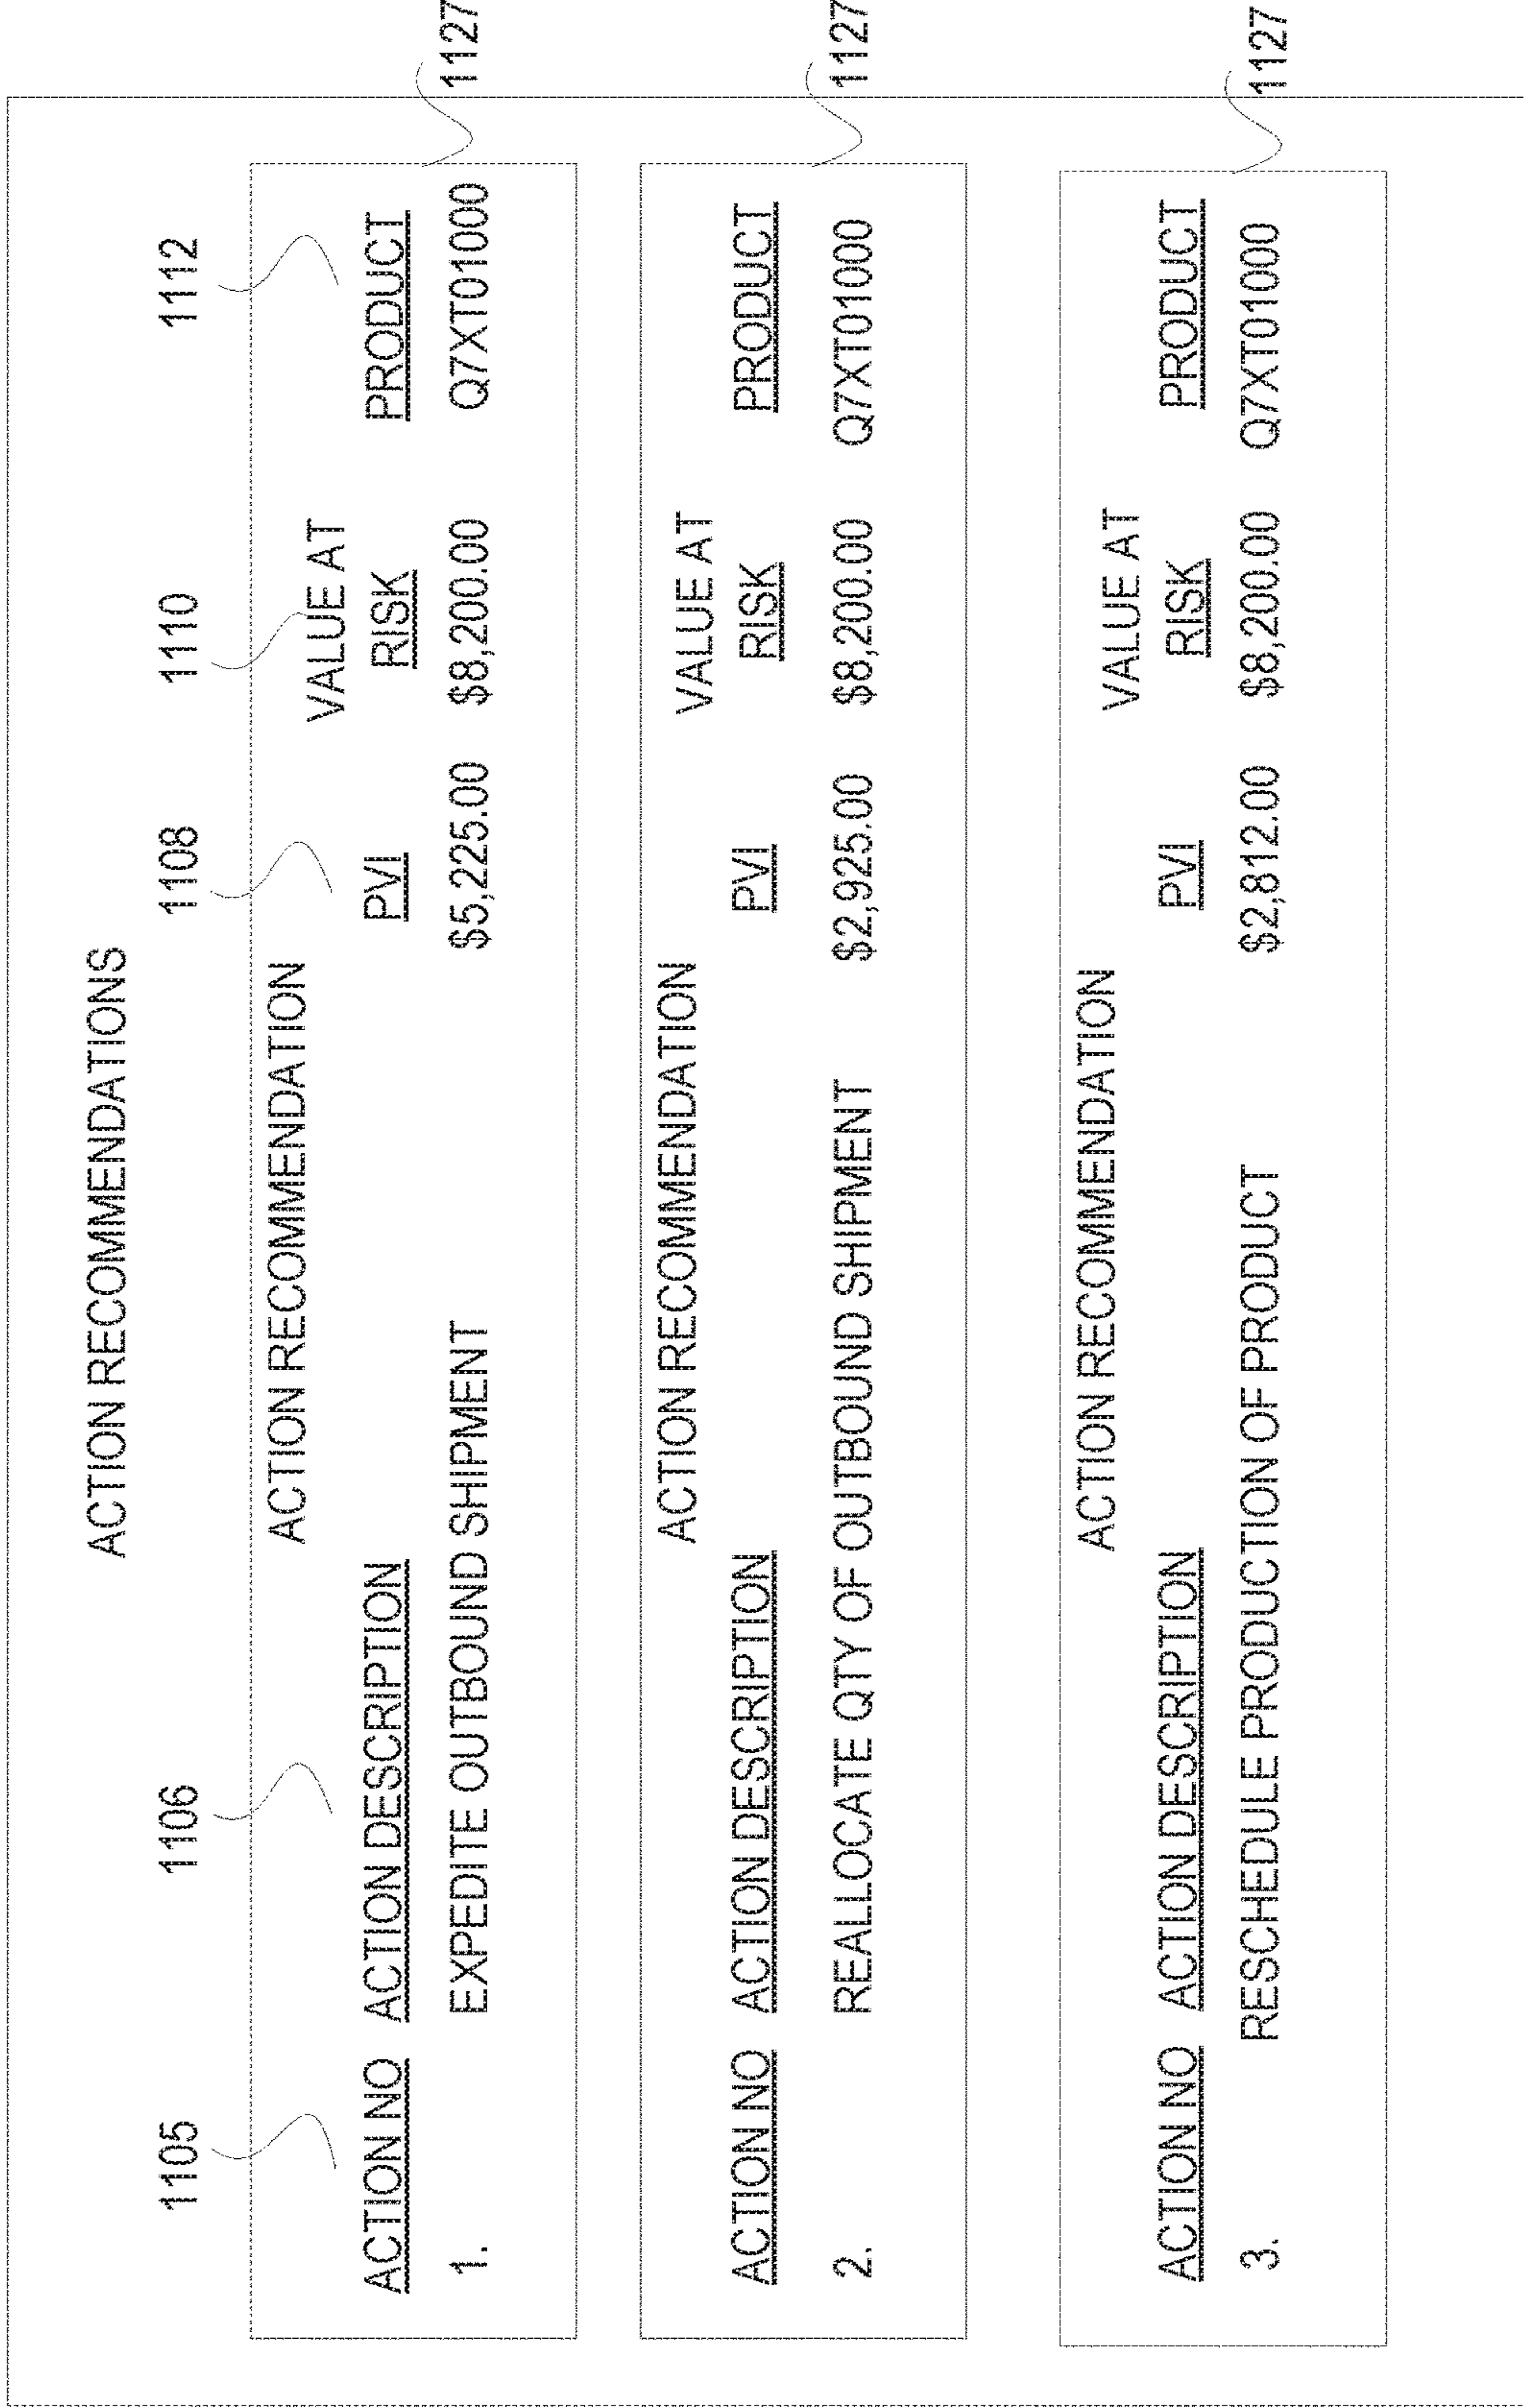 ACTION RECOMMENDATIONS
1105 1106 1108 1110 1112
ACTION RECOMMENDATION
VALUE AT
ACTION NO ACTION DESCRIPTION PVI RISK PRODUCT
1. EXPEDITE OUTBOUND SHIPMENT $5,225.00 $8,200.00 Q7XT01000
1127
ACTION RECOMMENDATION
VALUE AT
ACTION NO ACTION DESCRIPTION PVI RISK PRODUCT
2. REALLOCATE QTY OF OUTBOUND SHIPMENT $2,925.00 $8,200.00 Q7XT01000
1127
ACTION RECOMMENDATION
VALUE AT
ACTION NO ACTION DESCRIPTION PVI RISK PRODUCT
3. RESCHEDULE PRODUCTION OF PRODUCT $2,812.00 $8,200.00 Q7XT01000
1127